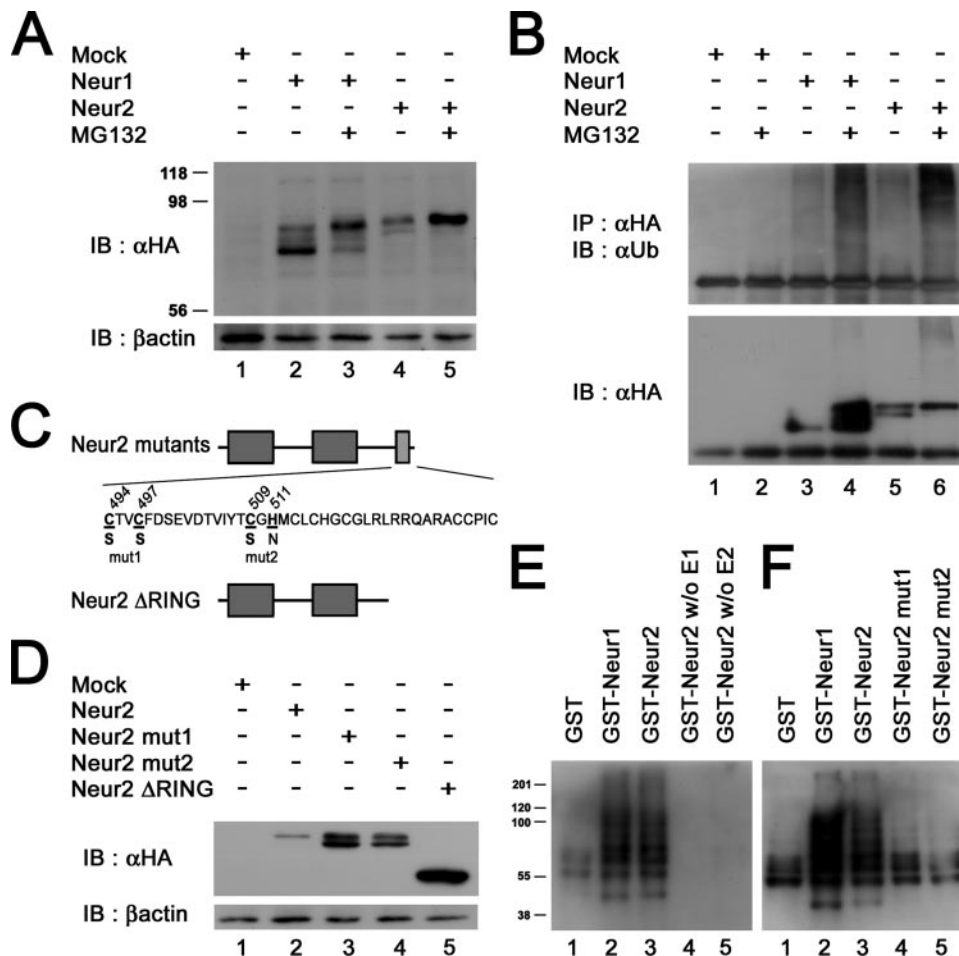 A
Mock + - - - -
Neur1 - + + - -
Neur2 - - - + +
MG132 - - + - +
118
98
IB : αHA
56
IB : βactin
1 2 3 4 5
B
Mock + + - - - -
Neur1 - - + + - -
Neur2 - - - - + +
MG132 - + - + - +
IP : αHA
IB : αUb
IB : αHA
1 2 3 4 5 6
C
Neur2 mutants
494 497 509 511
CTVCFDSEVDTVIYTCGHMCLCHGCGLRLRRQARACCPIC
S S S N
mut1 mut2
Neur2 ΔRING
D
Mock + - - - -
Neur2 - + - - -
Neur2 mut1 - - + - -
Neur2 mut2 - - - + -
Neur2 ΔRING - - - - +
IB : αHA
IB : βactin
1 2 3 4 5
E
GST
GST-Neur1
GST-Neur2
GST-Neur2 w/o E1
GST-Neur2 w/o E2
201
120
100
55
38
1 2 3 4 5
F
GST
GST-Neur1
GST-Neur2
GST-Neur2 mut1
GST-Neur2 mut2
1 2 3 4 5